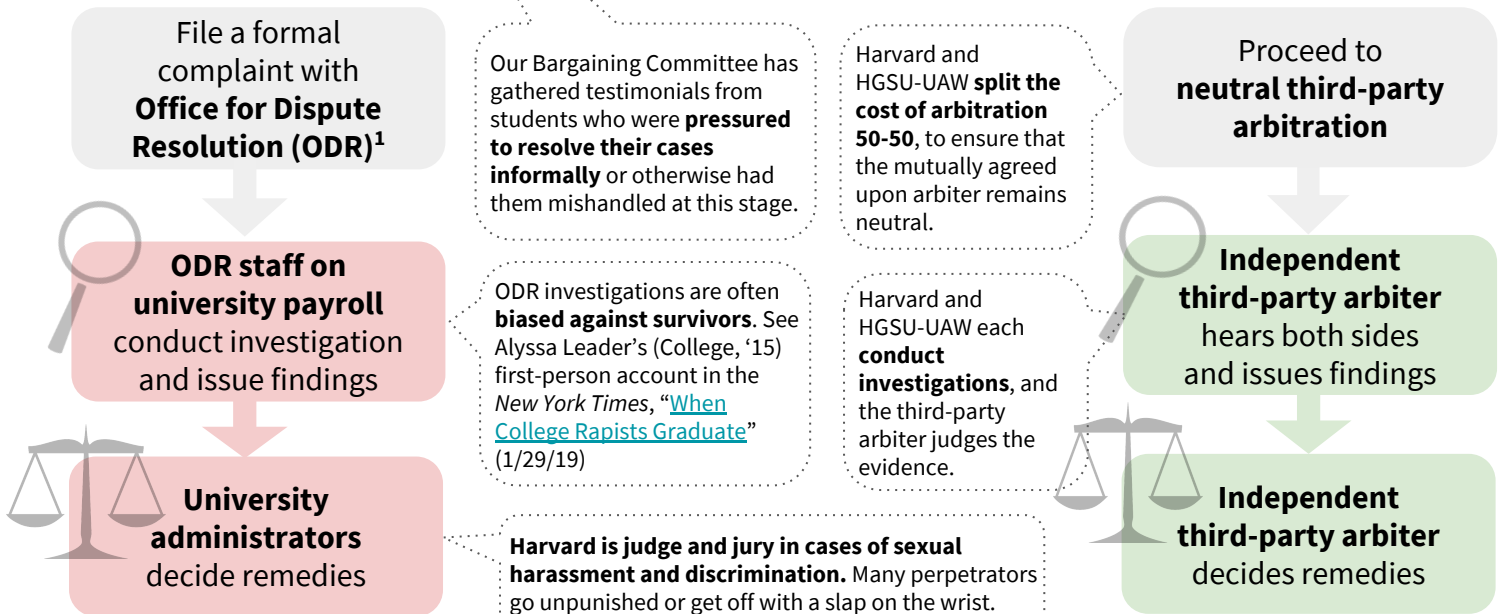 File a formal
complaint with
Office for Dispute
Resolution (ODR)1
Our Bargaining Committee has
gathered testimonials from
students who were pressured
to resolve their cases
informally or otherwise had
them mishandled at this stage.
Harvard and
HGSU-UAW split the
cost of arbitration
50-50, to ensure that
the mutually agreed
upon arbiter remains
neutral.
Proceed to
neutral third-party
arbitration
ODR staff on
university payroll
conduct investigation
and issue findings
ODR investigations are often
biased against survivors. See
Alyssa Leader’s (College, ‘15)
first-person account in the
New York Times, “When
College Rapists Graduate”
(1/29/19)
Harvard and
HGSU-UAW each
conduct
investigations, and
the third-party
arbiter judges the
evidence.
Independent
third-party arbiter
hears both sides
and issues findings
University
administrators
decide remedies
Harvard is judge and jury in cases of sexual
harassment and discrimination. Many perpetrators
go unpunished or get off with a slap on the wrist.
Independent
third-party arbiter
decides remedies